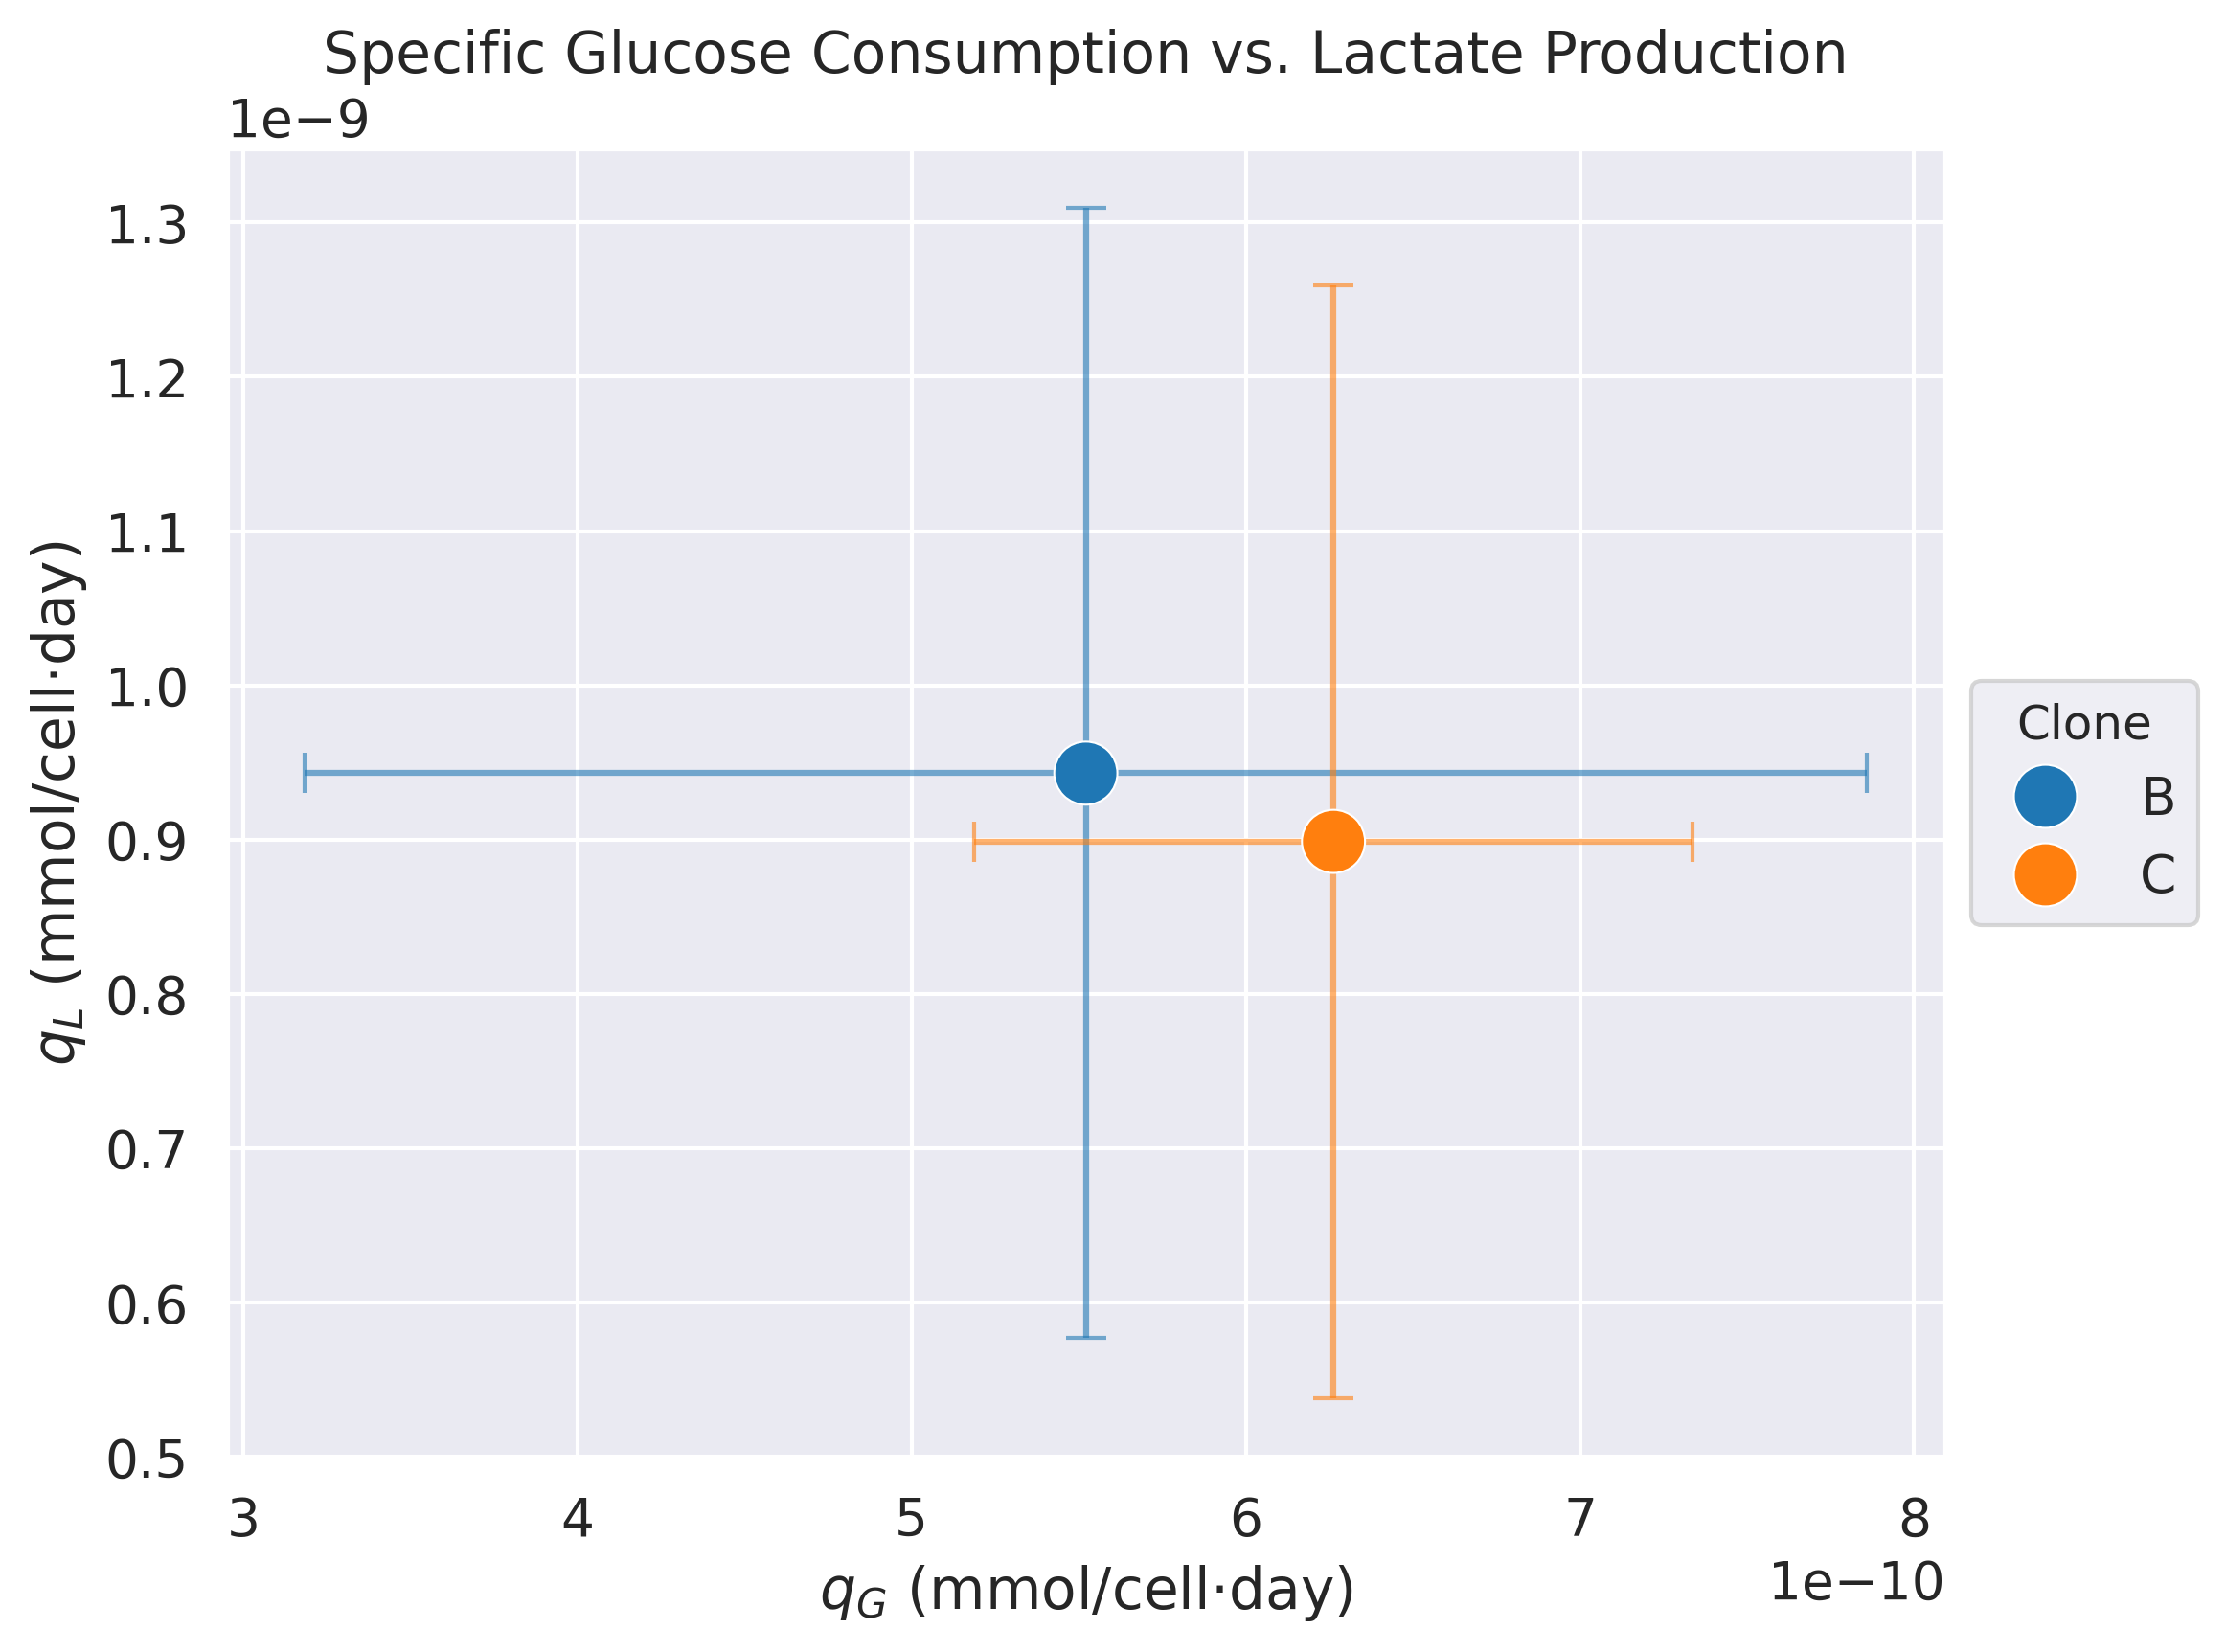 Specific Glucose Consumption vs. Lactate Production
1e−9
1.3
1.2
1.1
1.0
0.9
0.8
0.7
0.6
0.5
q_L (mmol/cell·day)
3 4 5 6 7 8
1e−10
q_G (mmol/cell·day)
Clone
B
C